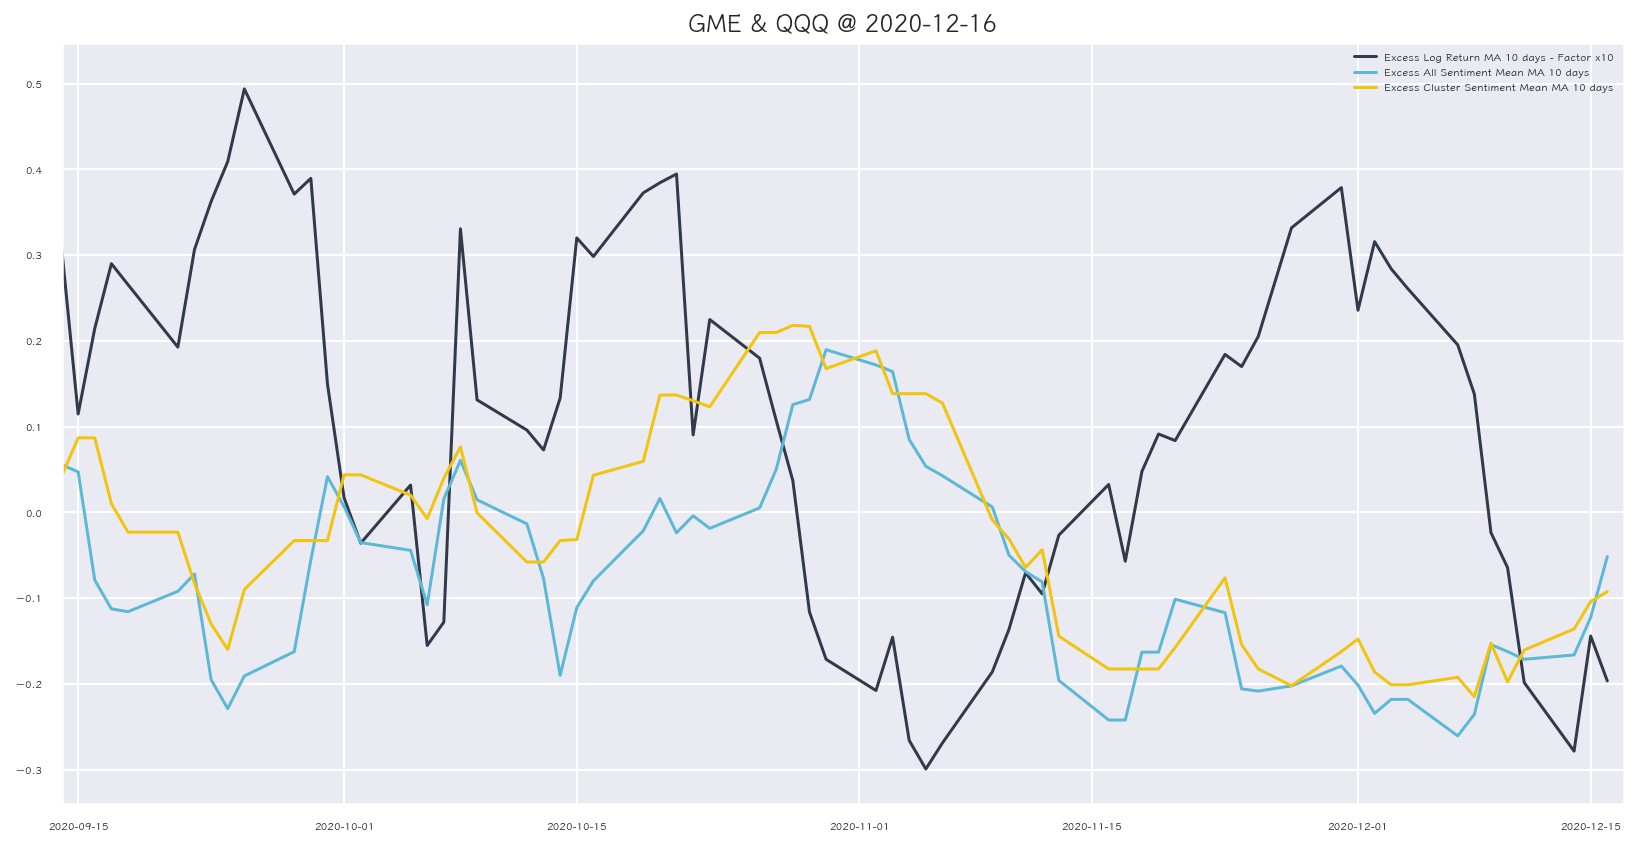 GME & QQQ @ 2020-12-16
Excess Log Return MA 10 days - Factor x10
Excess All Sentiment Mean MA 10 days
Excess Cluster Sentiment Mean MA 10 days
0.5
0.4
0.3
0.2
0.1
0.0
−0.1
−0.2
−0.3
2020-09-15 2020-10-01 2020-10-15 2020-11-01 2020-11-15 2020-12-01 2020-12-15